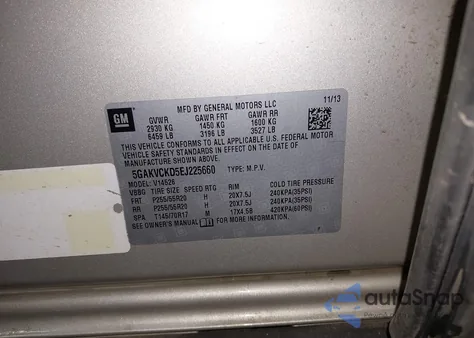 GM
MFD BY GENERAL MOTORS LLC
11/13
GVWR GAWR FRT GAWR RR
2930 KG 1450 KG 1600 KG
6459 LB 3196 LB 3527 LB
THIS VEHICLE CONFORMS TO ALL APPLICABLE U.S. FEDERAL MOTOR
VEHICLE SAFETY STANDARDS IN EFFECT ON THE DATE OF
MANUFACTURE SHOWN ABOVE.
5GAKVCKD5EJ225660 TYPE: M.P.V.
MODEL: V14526
VBBG TIRE SIZE SPEED RTG RIM COLD TIRE PRESSURE
FRT P255/55R20 H 20X7.5J 240KPA(35PSI)
RR P255/55R20 H 20X7.5J 240KPA(35PSI)
SPA T145/70R17 M 17X4.5B 420KPA(60PSI)
SEE OWNER'S MANUAL FOR MORE INFORMATION.
autoSnap